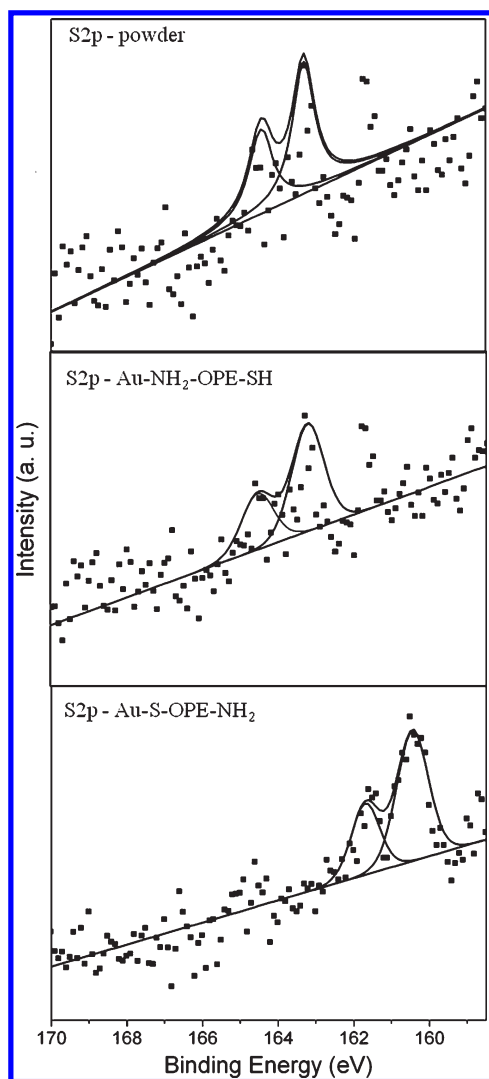 S2p - powder
S2p - Au-NH₂-OPE-SH
Intensity (a. u.)
S2p - Au-S-OPE-NH₂
170 168 166 164 162 160
Binding Energy (eV)